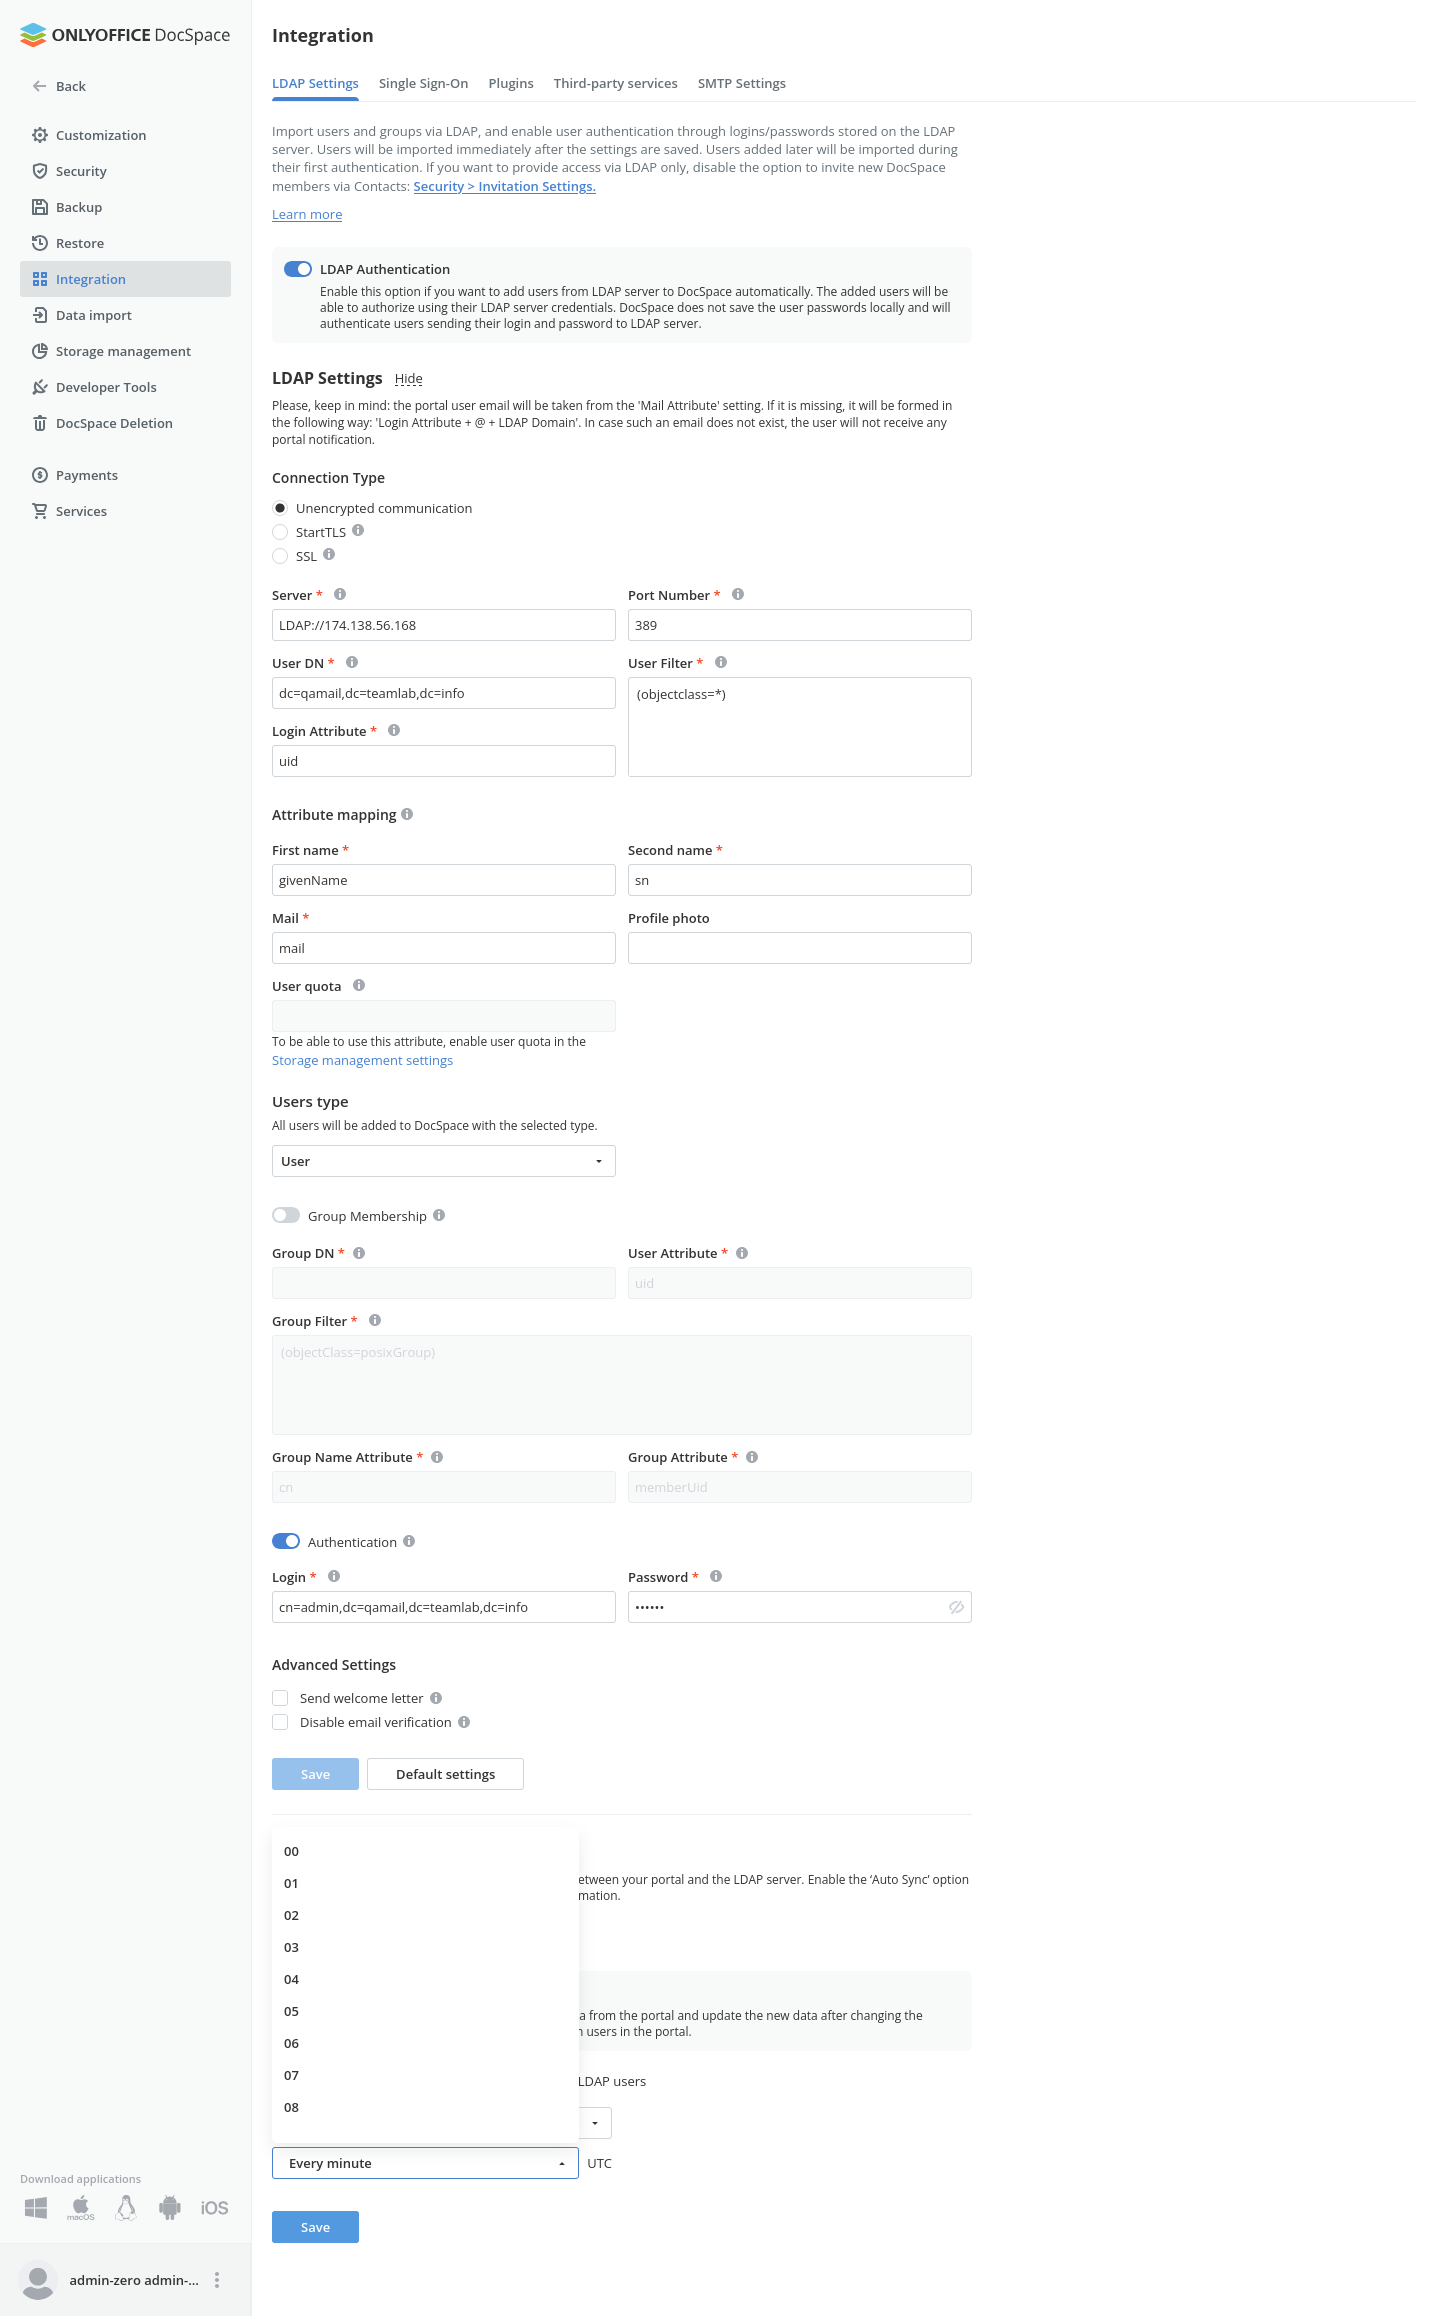 ONLYOFFICE DocSpace
Back
Customization
Security
Backup
Restore
Integration
Data import
Storage management
Developer Tools
DocSpace Deletion
Payments
Services
Download applications
macOS
iOS
admin-zero admin-...
Integration
LDAP Settings
Single Sign-On
Plugins
Third-party services
SMTP Settings
Import users and groups via LDAP, and enable user authentication through logins/passwords stored on the LDAP
server. Users will be imported immediately after the settings are saved. Users added later will be imported during
their first authentication. If you want to provide access via LDAP only, disable the option to invite new DocSpace
members via Contacts: Security > Invitation Settings.
Learn more
LDAP Authentication
Enable this option if you want to add users from LDAP server to DocSpace automatically. The added users will be
able to authorize using their LDAP server credentials. DocSpace does not save the user passwords locally and will
authenticate users sending their login and password to LDAP server.
LDAP Settings Hide
Please, keep in mind: the portal user email will be taken from the 'Mail Attribute' setting. If it is missing, it will be formed in
the following way: 'Login Attribute + @ + LDAP Domain'. In case such an email does not exist, the user will not receive any
portal notification.
Connection Type
Unencrypted communication
StartTLS
SSL
Server *
LDAP://174.138.56.168
Port Number *
389
User DN *
dc=qamail,dc=teamlab,dc=info
User Filter *
(objectclass=*)
Login Attribute *
uid
Attribute mapping
First name *
givenName
Second name *
sn
Mail *
mail
Profile photo
User quota
To be able to use this attribute, enable user quota in the
Storage management settings
Users type
All users will be added to DocSpace with the selected type.
User
Group Membership
Group DN *
User Attribute *
uid
Group Filter *
(objectClass=posixGroup)
Group Name Attribute *
cn
Group Attribute *
memberUid
Authentication
Login *
cn=admin,dc=qamail,dc=teamlab,dc=info
Password *
••••••
Advanced Settings
Send welcome letter
Disable email verification
Save
Default settings
00
01
02
03
04
05
06
07
08
etween your portal and the LDAP server. Enable the ‘Auto Sync’ option
mation.
a from the portal and update the new data after changing the
users in the portal.
LDAP users
Every minute
UTC
Save